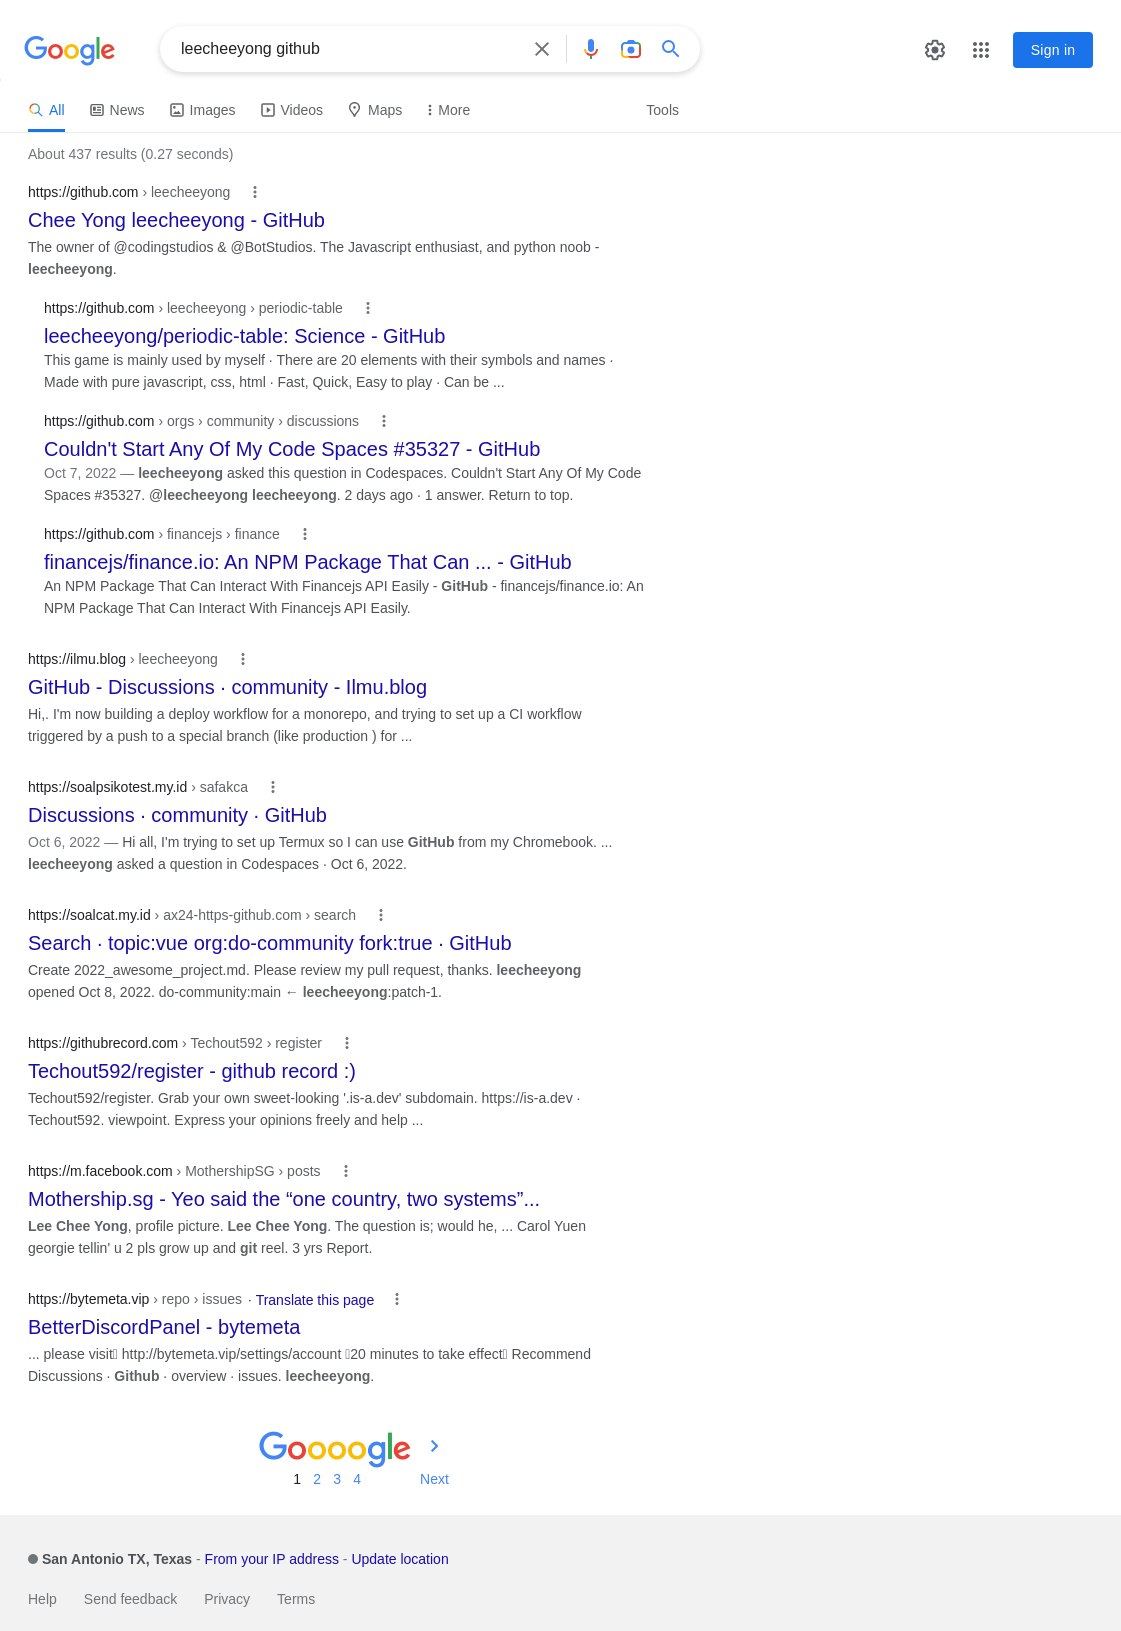 Google
leecheeyong github
Sign in
All News Images Videos Maps More Tools
About 437 results (0.27 seconds)
https://github.com › leecheeyong
Chee Yong leecheeyong - GitHub
The owner of @codingstudios & @BotStudios. The Javascript enthusiast, and python noob -
leecheeyong.
https://github.com › leecheeyong › periodic-table
leecheeyong/periodic-table: Science - GitHub
This game is mainly used by myself · There are 20 elements with their symbols and names ·
Made with pure javascript, css, html · Fast, Quick, Easy to play · Can be ...
https://github.com › orgs › community › discussions
Couldn't Start Any Of My Code Spaces #35327 - GitHub
Oct 7, 2022 — leecheeyong asked this question in Codespaces. Couldn't Start Any Of My Code
Spaces #35327. @leecheeyong leecheeyong. 2 days ago · 1 answer. Return to top.
https://github.com › financejs › finance
financejs/finance.io: An NPM Package That Can ... - GitHub
An NPM Package That Can Interact With Financejs API Easily - GitHub - financejs/finance.io: An
NPM Package That Can Interact With Financejs API Easily.
https://ilmu.blog › leecheeyong
GitHub - Discussions · community - Ilmu.blog
Hi,. I'm now building a deploy workflow for a monorepo, and trying to set up a CI workflow
triggered by a push to a special branch (like production ) for ...
https://soalpsikotest.my.id › safakca
Discussions · community · GitHub
Oct 6, 2022 — Hi all, I'm trying to set up Termux so I can use GitHub from my Chromebook. ...
leecheeyong asked a question in Codespaces · Oct 6, 2022.
https://soalcat.my.id › ax24-https-github.com › search
Search · topic:vue org:do-community fork:true · GitHub
Create 2022_awesome_project.md. Please review my pull request, thanks. leecheeyong
opened Oct 8, 2022. do-community:main ← leecheeyong:patch-1.
https://githubrecord.com › Techout592 › register
Techout592/register - github record :)
Techout592/register. Grab your own sweet-looking '.is-a.dev' subdomain. https://is-a.dev ·
Techout592. viewpoint. Express your opinions freely and help ...
https://m.facebook.com › MothershipSG › posts
Mothership.sg - Yeo said the “one country, two systems”...
Lee Chee Yong, profile picture. Lee Chee Yong. The question is; would he, ... Carol Yuen
georgie tellin' u 2 pls grow up and git reel. 3 yrs Report.
https://bytemeta.vip › repo › issues · Translate this page
BetterDiscordPanel - bytemeta
... please visit http://bytemeta.vip/settings/account 20 minutes to take effect Recommend
Discussions · Github · overview · issues. leecheeyong.
Goooogle
1 2 3 4 Next
San Antonio TX, Texas - From your IP address - Update location
Help Send feedback Privacy Terms